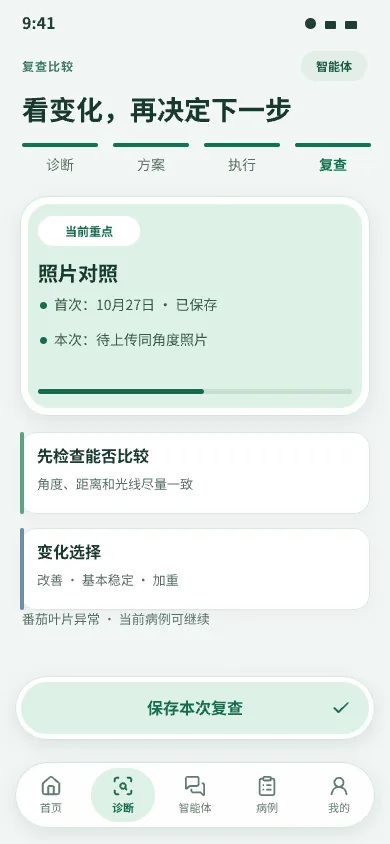 9:41
复查比较
智能体
看变化，再决定下一步
诊断
方案
执行
复查
当前重点
照片对照
首次：10月27日 · 已保存
本次：待上传同角度照片
先检查能否比较
角度、距离和光线尽量一致
变化选择
改善 · 基本稳定 · 加重
番茄叶片异常 · 当前病例可继续
保存本次复查
首页
诊断
智能体
病例
我的